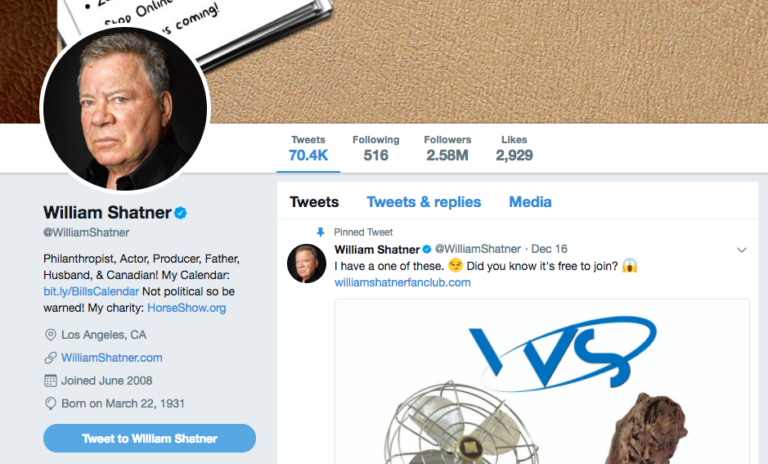 Shop Online
s coming!
Tweets Following Followers Likes
70.4K 516 2.58M 2,929
William Shatner
@WilliamShatner
Philanthropist, Actor, Producer, Father,
Husband, & Canadian! My Calendar:
bit.ly/BillsCalendar Not political so be
warned! My charity: HorseShow.org
Los Angeles, CA
WilliamShatner.com
Joined June 2008
Born on March 22, 1931
Tweet to William Shatner
Tweets Tweets & replies Media
Pinned Tweet
William Shatner @WilliamShatner · Dec 16
I have a one of these. 😏 Did you know it's free to join? 😱
williamshatnerfanclub.com
WS